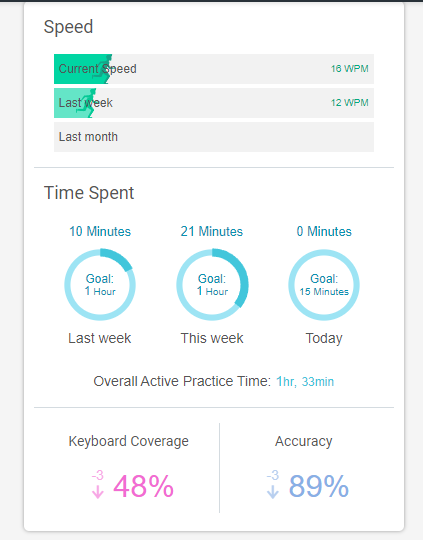 Speed
Current Speed 16 WPM
Last week 12 WPM
Last month
Time Spent
10 Minutes 21 Minutes 0 Minutes
Goal: Goal: Goal:
1 Hour 1 Hour 15 Minutes
Last week This week Today
Overall Active Practice Time: 1hr, 33min
Keyboard Coverage Accuracy
-3 48% -3 89%